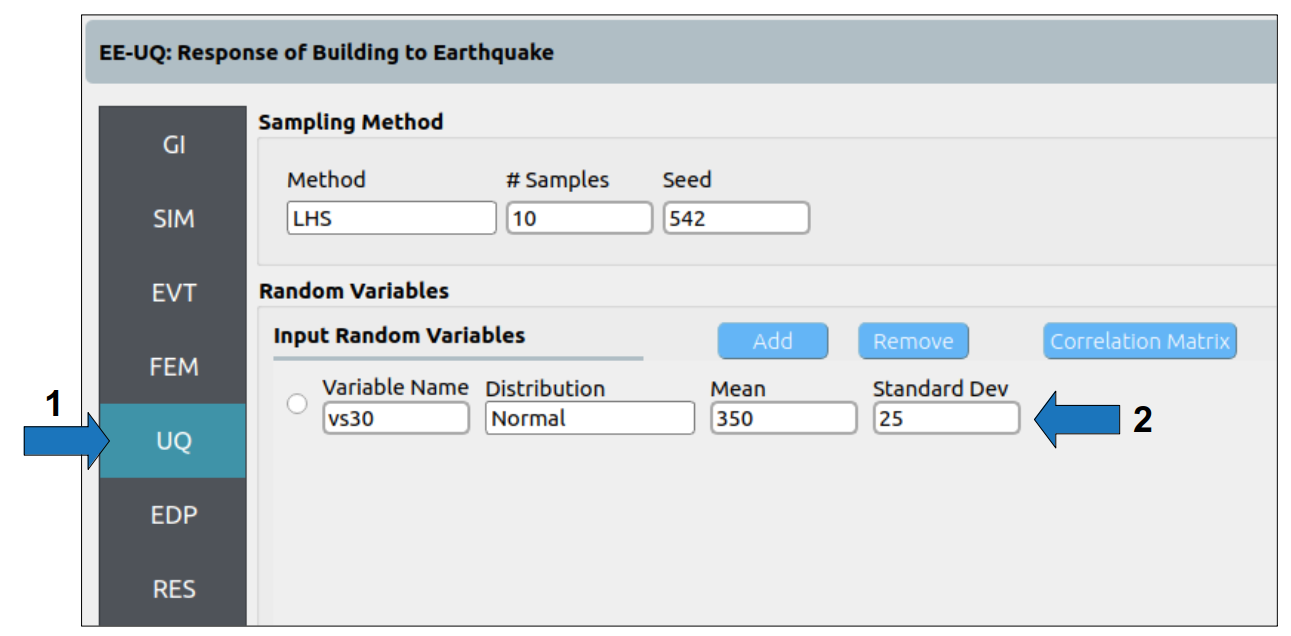 EE-UQ: Response of Building to Earthquake
GI
SIM
EVT
FEM
UQ
EDP
RES
Sampling Method
Method # Samples Seed
LHS 10 542
Random Variables
Input Random Variables Add Remove Correlation Matrix
Variable Name Distribution Mean Standard Dev
vs30 Normal 350 25
1
2